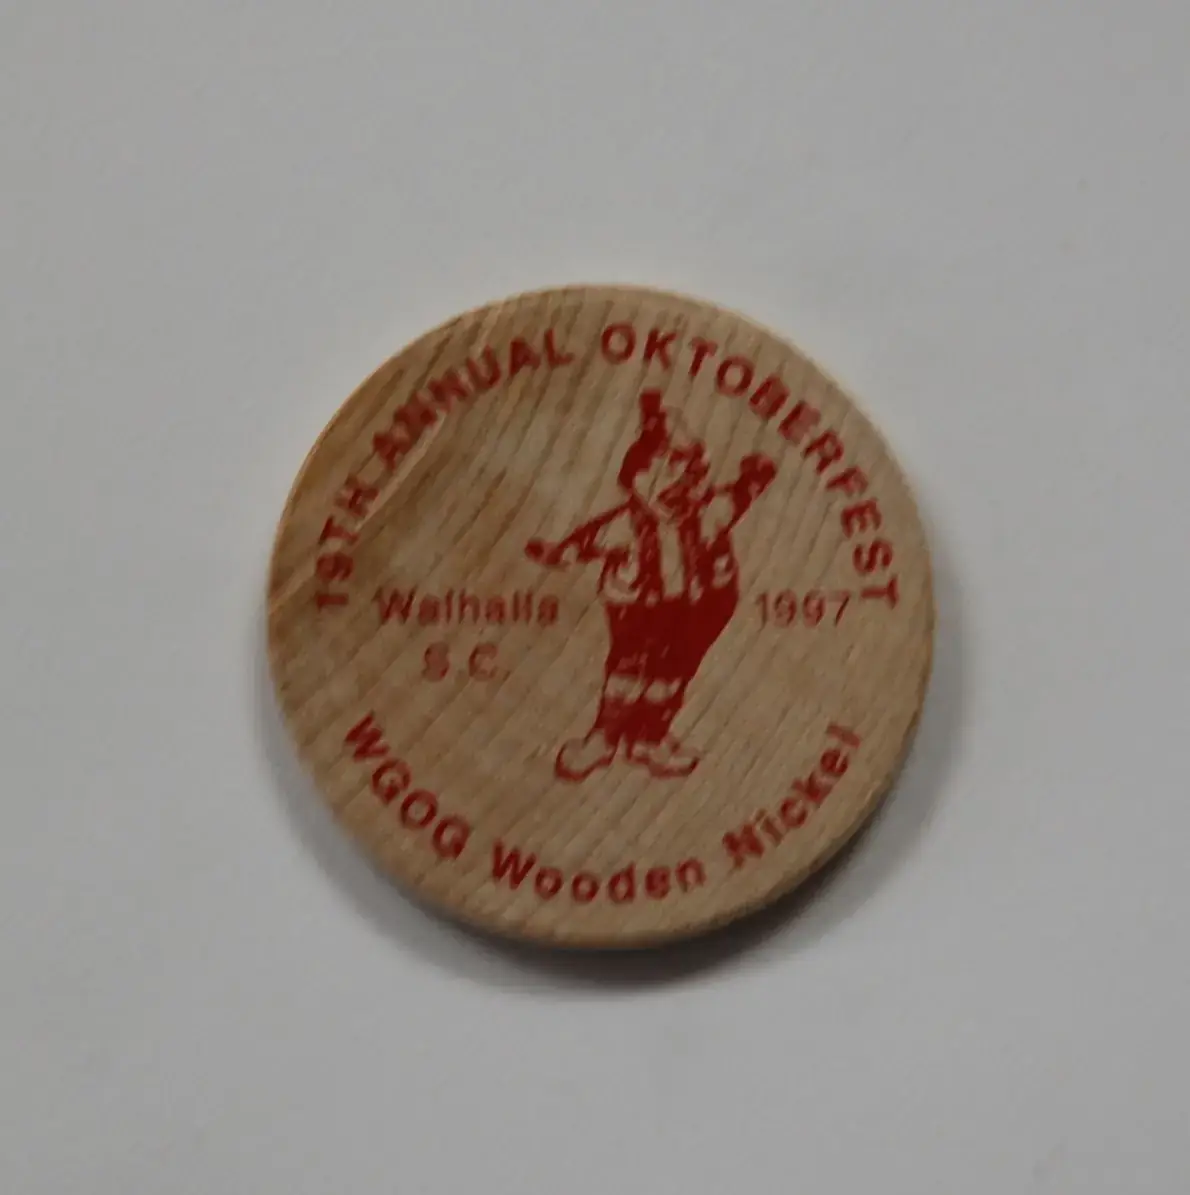 19TH ANNUAL OKTOBERFEST
Walhalla
S.C.
1997
WGOG Wooden Nickel